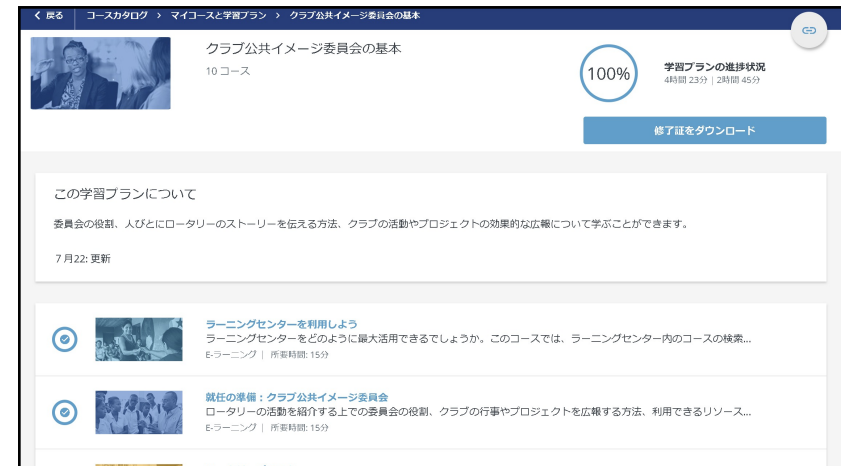 戻る コースカタログ > マイコースと学習プラン > クラブ公共イメージ委員会の基本
クラブ公共イメージ委員会の基本
10 コース
100%
学習プランの進捗状況
4時間 23分 | 2時間 45分
修了証をダウンロード
この学習プランについて
委員会の役割、人びとにロータリーのストーリーを伝える方法、クラブの活動やプロジェクトの効果的な広報について学ぶことができます。
7 月22: 更新
ラーニングセンターを利用しよう
ラーニングセンターをどのように最大活用できるでしょうか。このコースでは、ラーニングセンター内のコースの検索...
E-ラーニング | 所要時間: 15分
就任の準備：クラブ公共イメージ委員会
ロータリーの活動を紹介する上での委員会の役割、クラブの行事やプロジェクトを広報する方法、利用できるリソース...
E-ラーニング | 所要時間: 15分